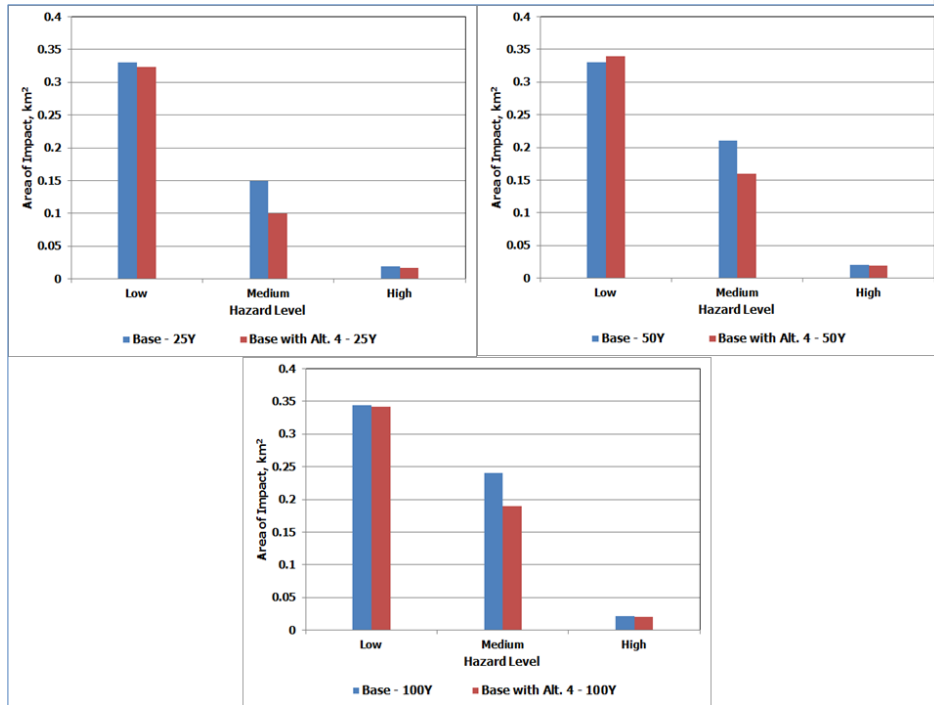 0.4
0.35
0.3
0.25
0.2
0.15
0.1
0.05
0
Area of Impact, km²
Low Medium High
Hazard Level
Base - 25Y Base with Alt. 4 - 25Y
0.4
0.35
0.3
0.25
0.2
0.15
0.1
0.05
0
Area of Impact, km²
Low Medium High
Hazard Level
Base - 50Y Base with Alt. 4 - 50Y
0.4
0.35
0.3
0.25
0.2
0.15
0.1
0.05
0
Area of Impact, km²
Low Medium High
Hazard Level
Base - 100Y Base with Alt. 4 - 100Y